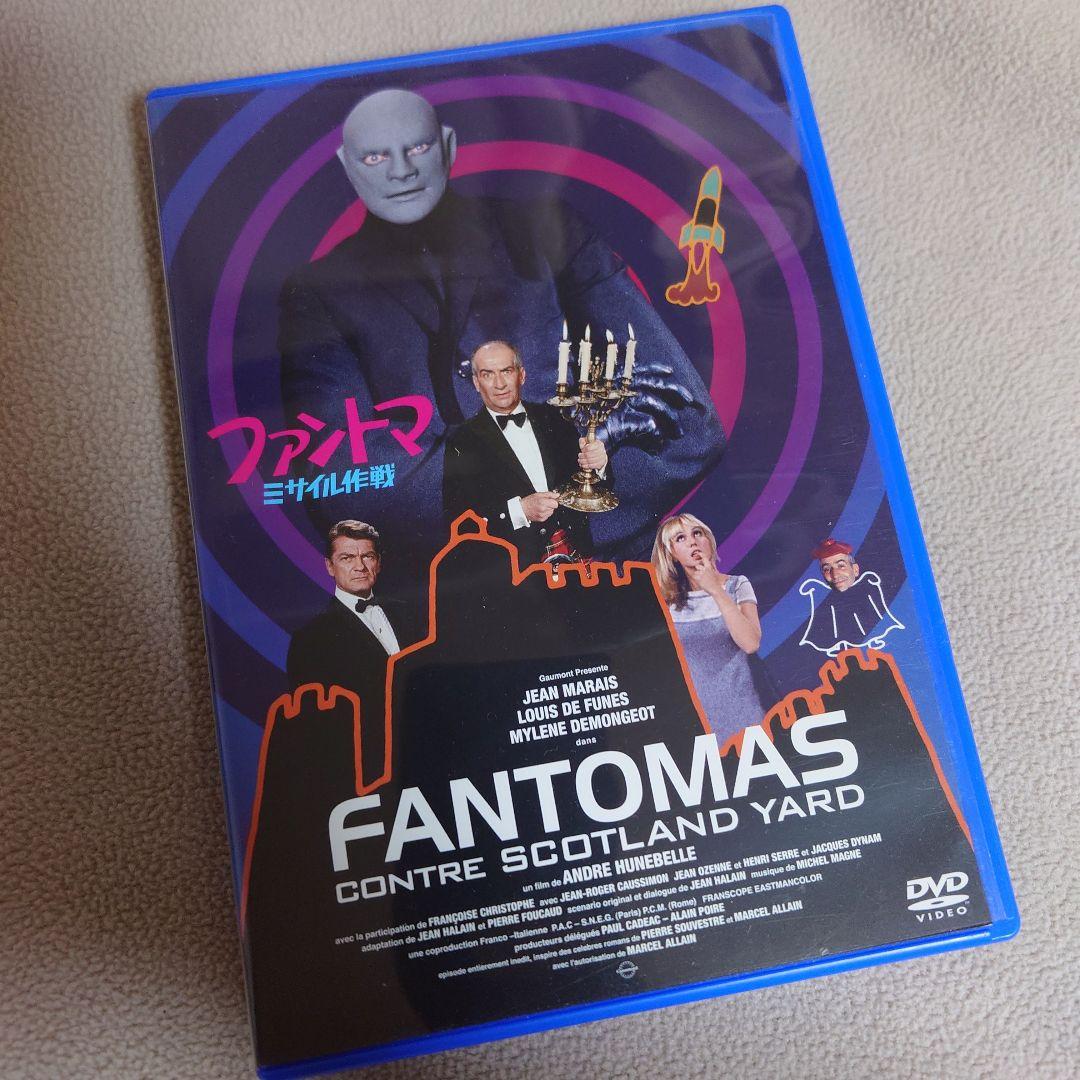 ファントマ
ミサイル作戦
Gaumont Presente
JEAN MARAIS
LOUIS DE FUNES
MYLENE DEMONGEOT
dans
FANTOMAS
CONTRE SCOTLAND YARD
un film de ANDRE HUNEBELLE
avec la participation de FRANÇOISE CHRISTOPHE avec JEAN-ROGER CAUSSIMON JEAN OZENNE et HENRI SERRE et JACQUES DYNAM
adaptation de JEAN HALAIN et PIERRE FOUCAUD scenario original et dialogue de JEAN HALAIN musique de MICHEL MAGNE
une coproduction Franco-Italienne P.A.C – S.N.E.G. (Paris) P.C.M. (Rome) FRANSCOPE EASTMANCOLOR
producteurs délégués PAUL CADEAC – ALAIN POIRE
episode entierement inedit, inspire des celebres romans de PIERRE SOUVESTRE et MARCEL ALLAIN
avec l'autorisation de MARCEL ALLAIN
DVD
VIDEO